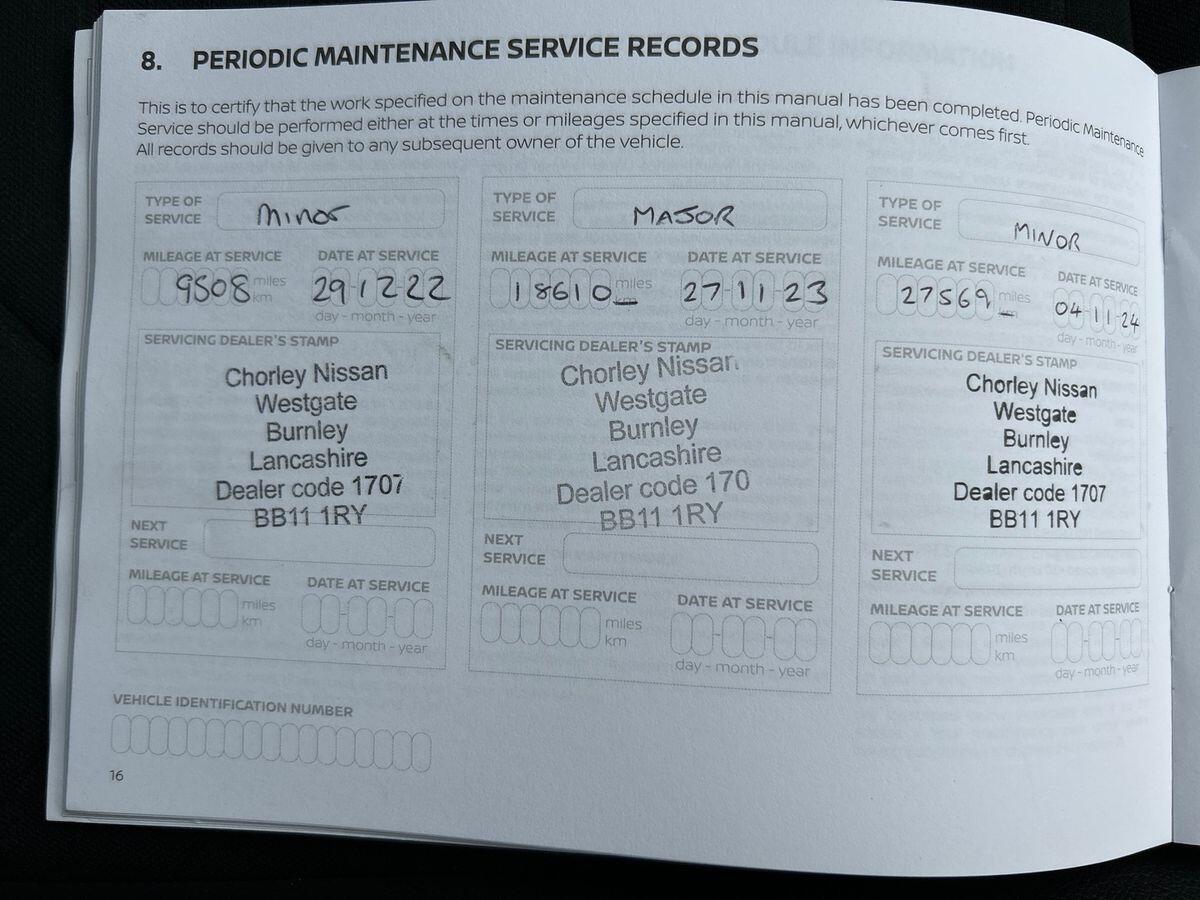 8. PERIODIC MAINTENANCE SERVICE RECORDS
This is to certify that the work specified on the maintenance schedule in this manual has been completed. Periodic Maintenance
Service should be performed either at the times or mileages specified in this manual, whichever comes first.
All records should be given to any subsequent owner of the vehicle.
TYPE OF
SERVICE
minor
MILEAGE AT SERVICE
9508 miles
km
DATE AT SERVICE
29-12-22
day - month - year
SERVICING DEALER'S STAMP
Chorley Nissan
Westgate
Burnley
Lancashire
Dealer code 1707
BB11 1RY
NEXT
SERVICE
MILEAGE AT SERVICE
miles
km
DATE AT SERVICE
day - month - year
TYPE OF
SERVICE
MAJOR
MILEAGE AT SERVICE
18610 miles
km
DATE AT SERVICE
27-11-23
day - month - year
SERVICING DEALER'S STAMP
Chorley Nissan
Westgate
Burnley
Lancashire
Dealer code 170
BB11 1RY
NEXT
SERVICE
MILEAGE AT SERVICE
miles
km
DATE AT SERVICE
day - month - year
TYPE OF
SERVICE
MINOR
MILEAGE AT SERVICE
27569 miles
km
DATE AT SERVICE
04-11-24
day - month - year
SERVICING DEALER'S STAMP
Chorley Nissan
Westgate
Burnley
Lancashire
Dealer code 1707
BB11 1RY
NEXT
SERVICE
MILEAGE AT SERVICE
miles
km
DATE AT SERVICE
day - month - year
VEHICLE IDENTIFICATION NUMBER
16